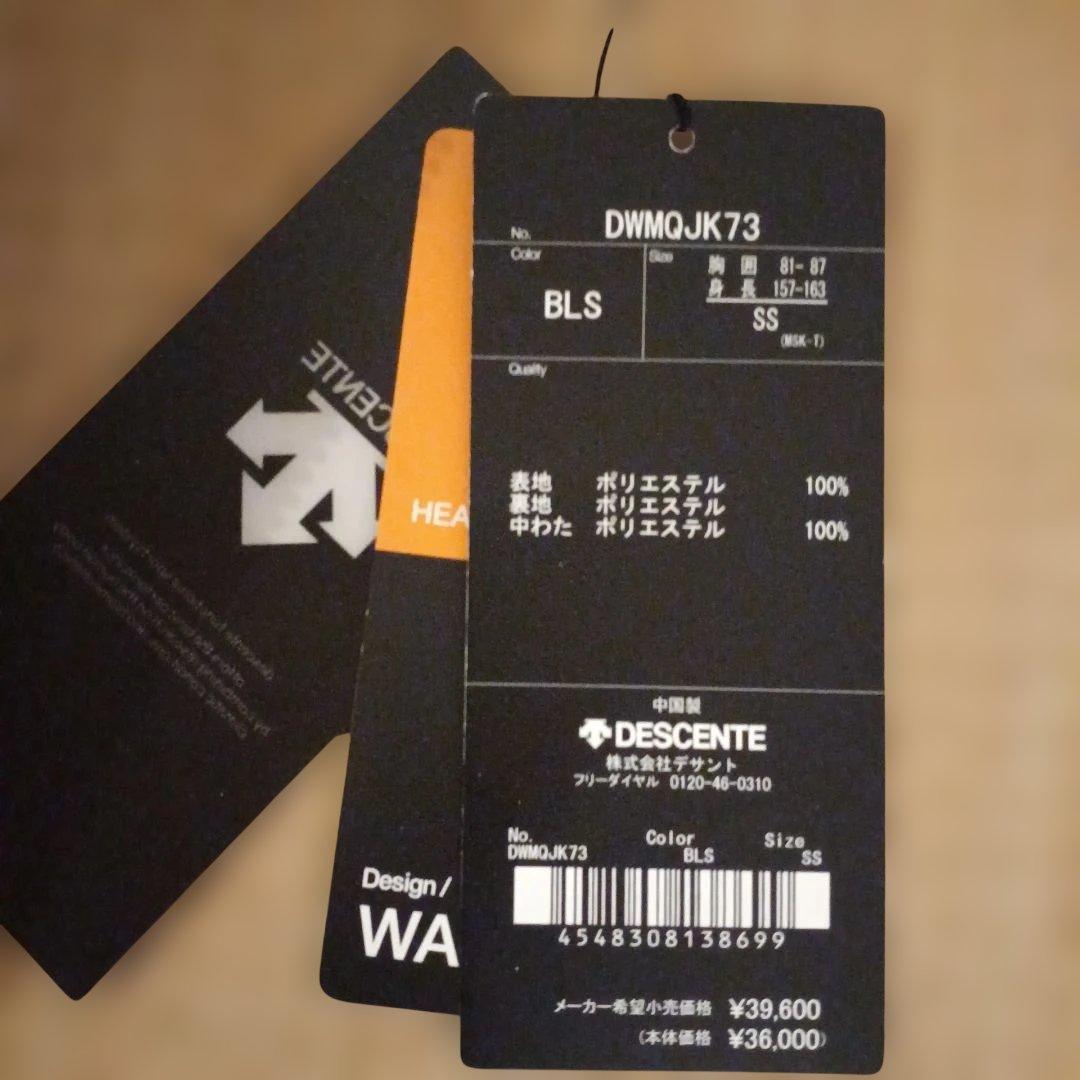 No. DWMQJK73
Color
BLS
Size
胸 囲 81- 87
身 長 157-163
SS
(MSK-T)
Quality
表地 ポリエステル 100%
裏地 ポリエステル
中わた ポリエステル 100%
中国製
DESCENTE
株式会社デサント
フリーダイヤル 0120-46-0310
No. Color Size
DWMQJK73 BLS SS
4548308138699
メーカー希望小売価格 ¥39,600
(本体価格 ¥36,000)
HEA
Design/
WA
CENTE